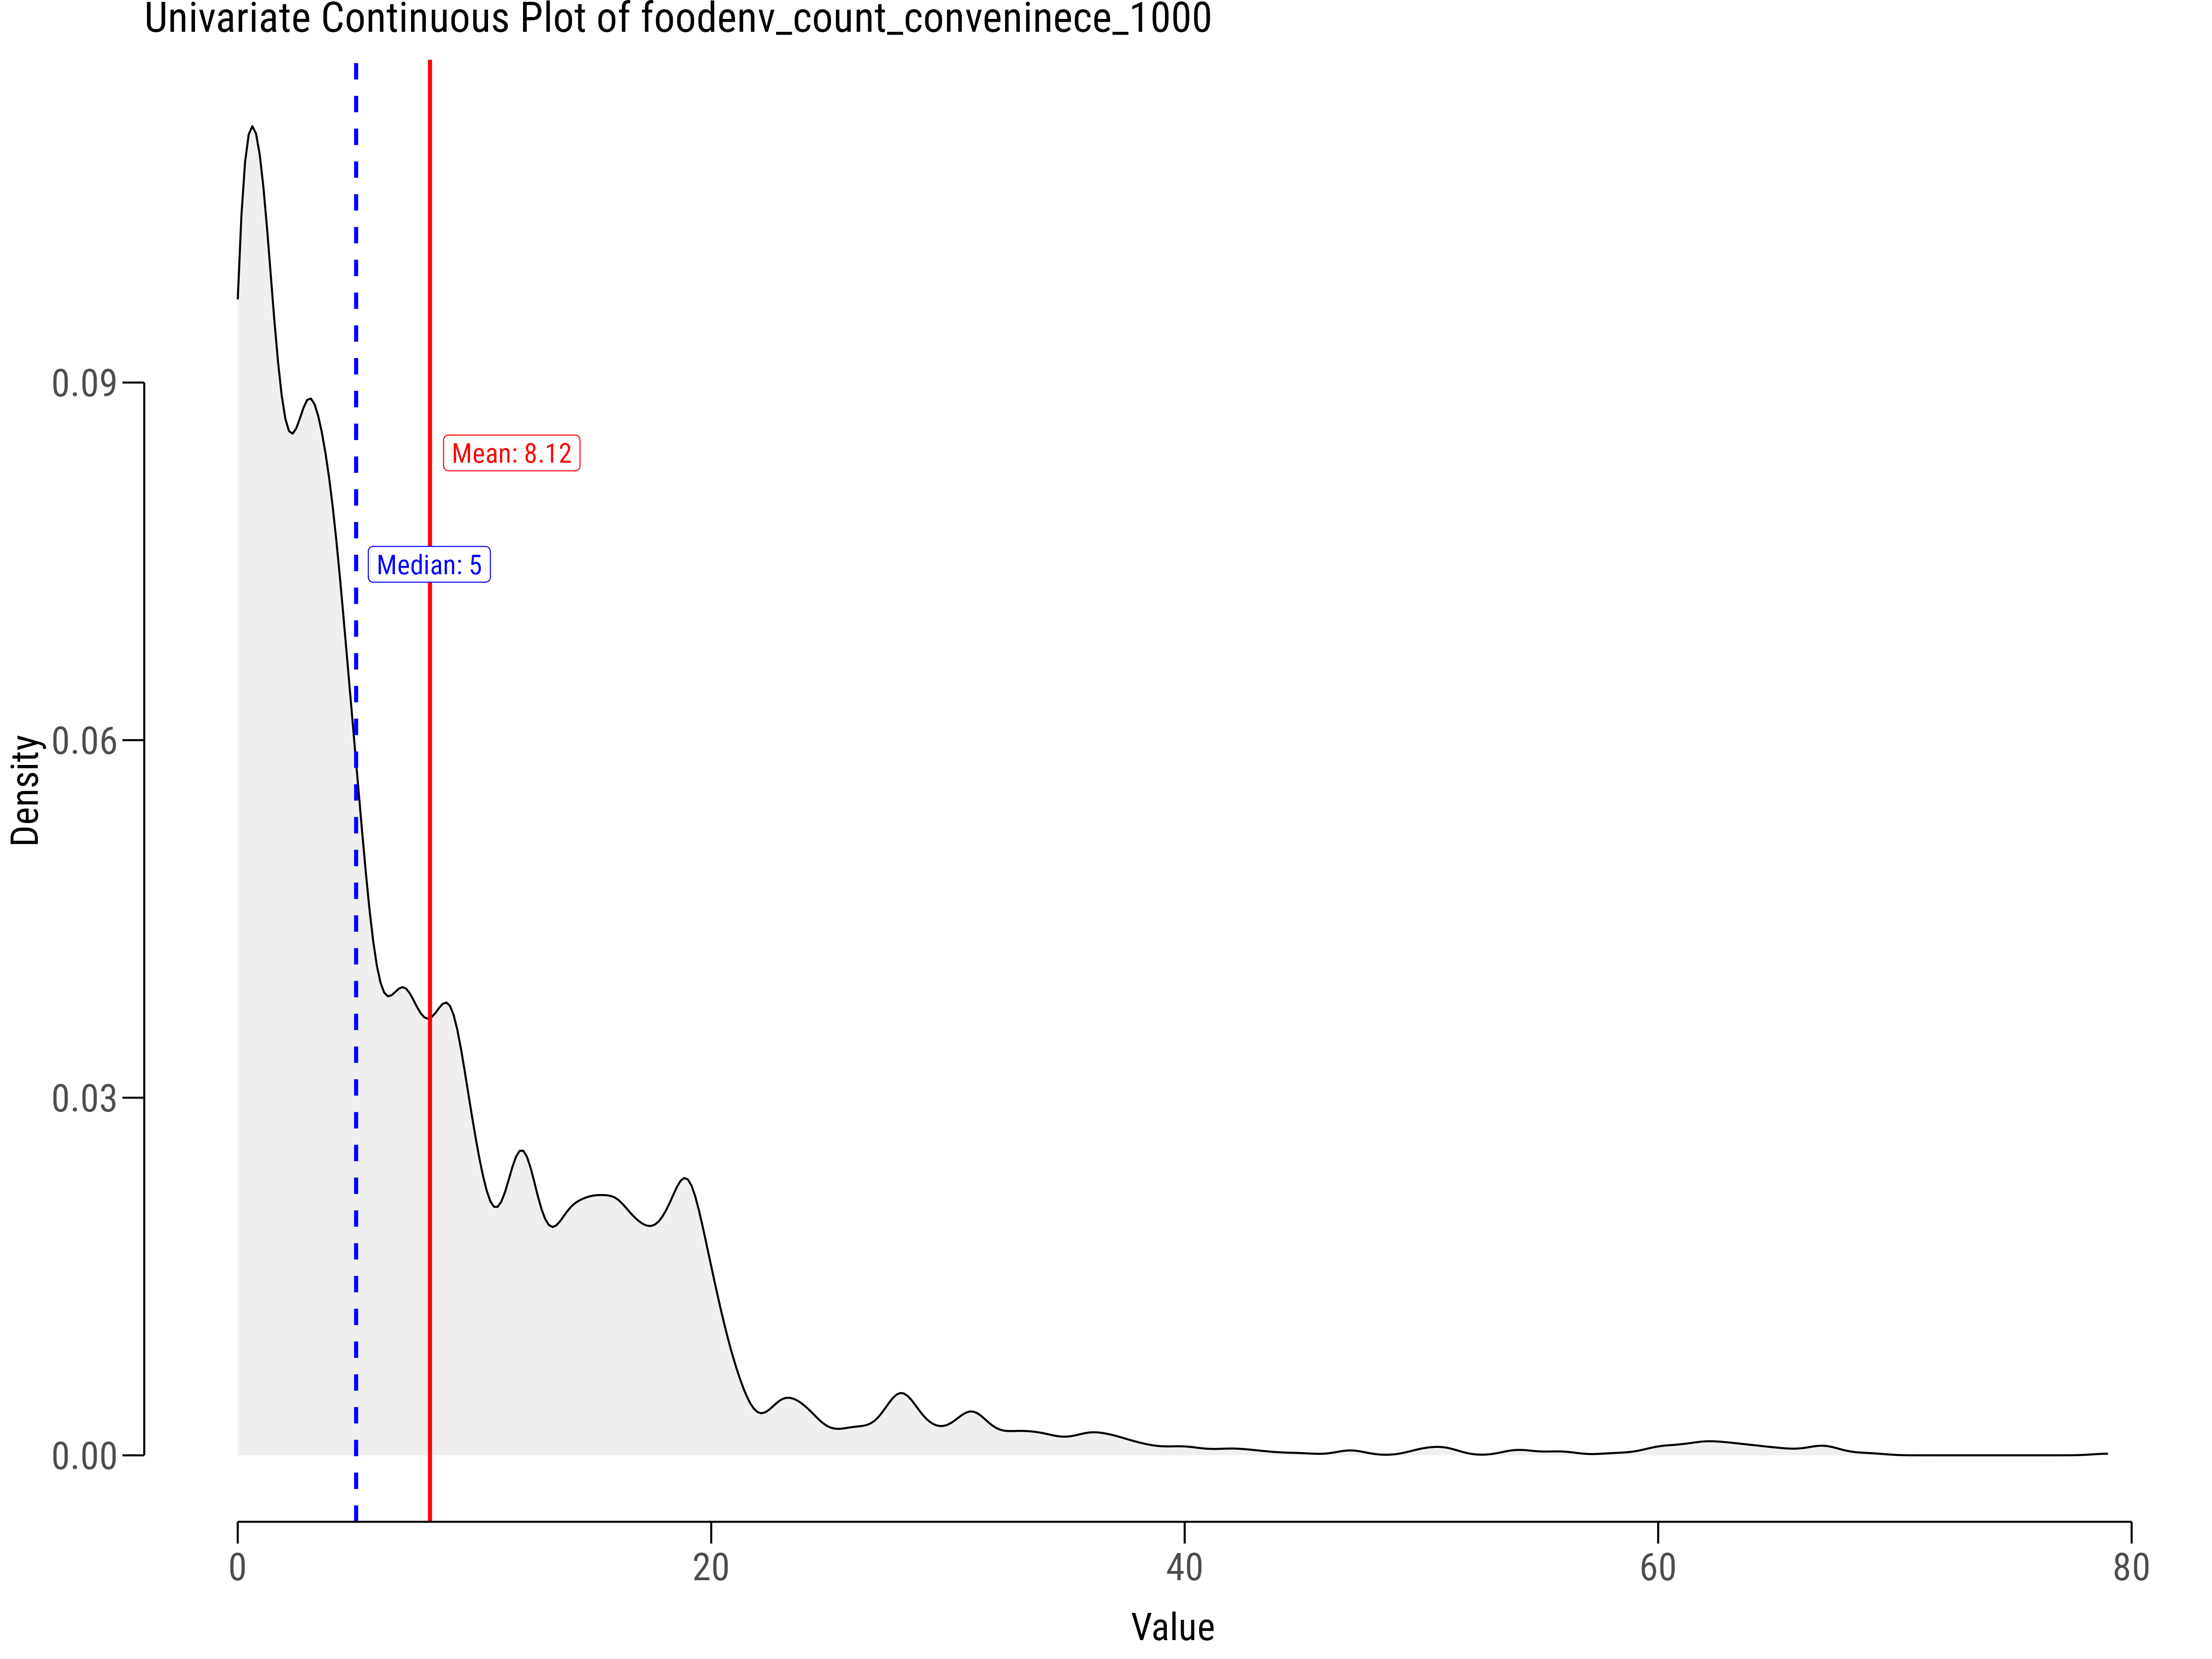 Univariate Continuous Plot of foodenv_count_conveninece_1000
0.09
Mean: 8.12
Median: 5
0.06
Density
0.03
0.00
0 20 40 60 80
Value